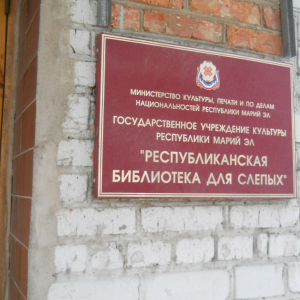 МИНИСТЕРСТВО КУЛЬТУРЫ, ПЕЧАТИ И ПО ДЕЛАМ
НАЦИОНАЛЬНОСТЕЙ РЕСПУБЛИКИ МАРИЙ ЭЛ
ГОСУДАРСТВЕННОЕ УЧРЕЖДЕНИЕ КУЛЬТУРЫ
РЕСПУБЛИКИ МАРИЙ ЭЛ
"РЕСПУБЛИКАНСКАЯ
БИБЛИОТЕКА ДЛЯ СЛЕПЫХ"